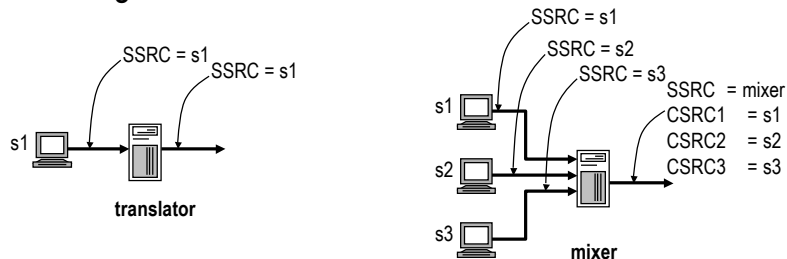 SSRC = s1
SSRC = s1
s1
translator
SSRC = s1
SSRC = s2
SSRC = s3
s1
s2
s3
SSRC = mixer
CSRC1 = s1
CSRC2 = s2
CSRC3 = s3
mixer